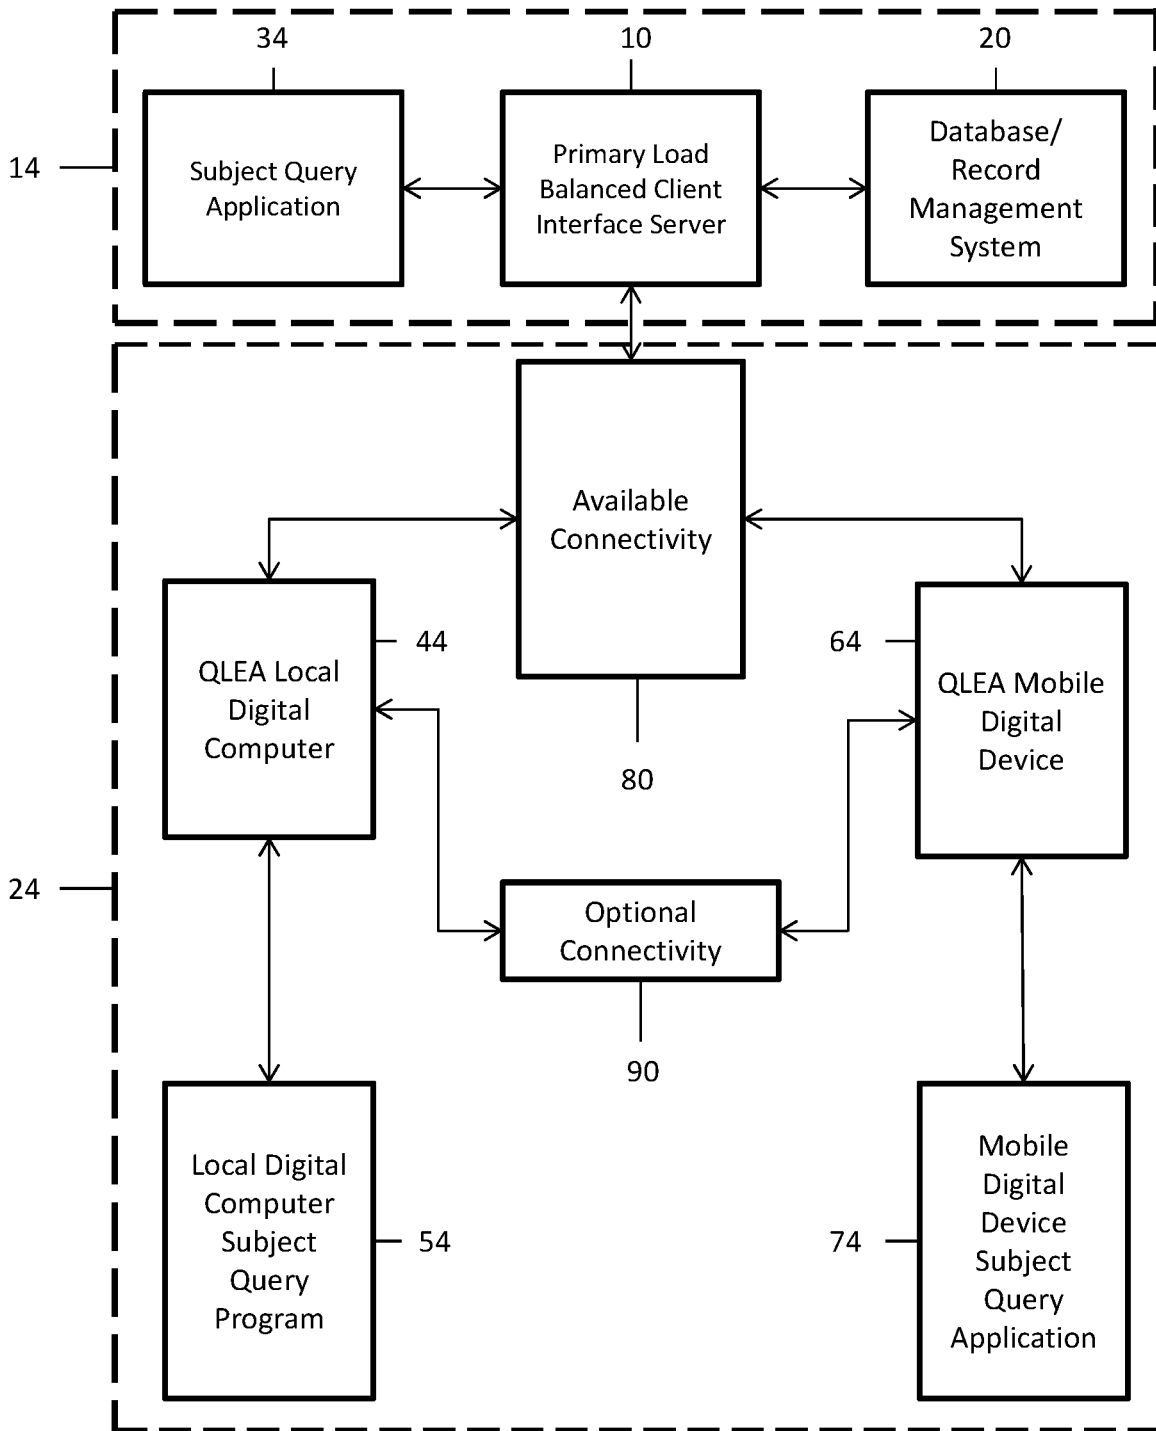 34
10
20
14
Subject Query
Application
Primary Load
Balanced Client
Interface Server
Database/
Record
Management
System
Available
Connectivity
44
64
QLEA Local
Digital
Computer
QLEA Mobile
Digital
Device
80
24
Optional
Connectivity
90
Local Digital
Computer
Subject
Query
Program
54
74
Mobile
Digital
Device
Subject
Query
Application